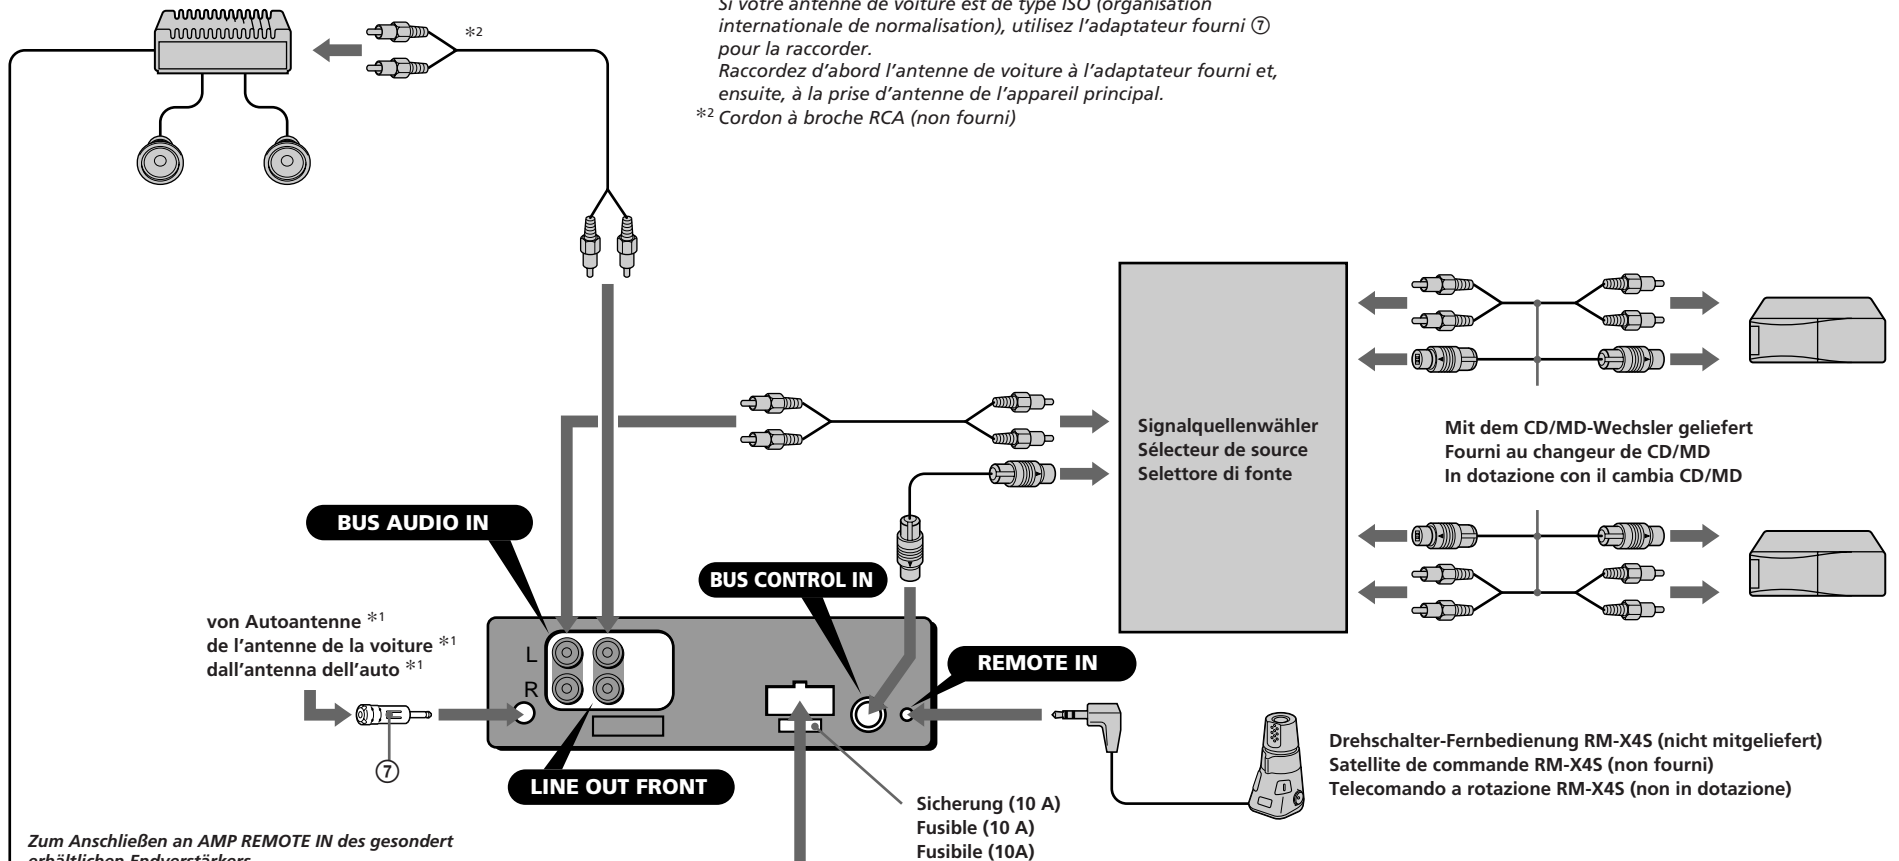 Si votre antenne de voiture est de type ISO (organisation
internationale de normalisation), utilisez l’adaptateur fourni ⑦
pour la raccorder.
Raccordez d’abord l’antenne de voiture à l’adaptateur fourni et,
ensuite, à la prise d’antenne de l’appareil principal.
*2 Cordon à broche RCA (non fourni)
*2
Signalquellenwähler
Sélecteur de source
Selettore di fonte
Mit dem CD/MD-Wechsler geliefert
Fourni au changeur de CD/MD
In dotazione con il cambia CD/MD
BUS AUDIO IN
BUS CONTROL IN
von Autoantenne *1
de l’antenne de la voiture *1
dall’antenna dell’auto *1
L
R
REMOTE IN
⑦
LINE OUT FRONT
Drehschalter-Fernbedienung RM-X4S (nicht mitgeliefert)
Satellite de commande RM-X4S (non fourni)
Telecomando a rotazione RM-X4S (non in dotazione)
Sicherung (10 A)
Fusible (10 A)
Fusibile (10A)
Zum Anschließen an AMP REMOTE IN des gesondert
erhältlichen Endverstärkers